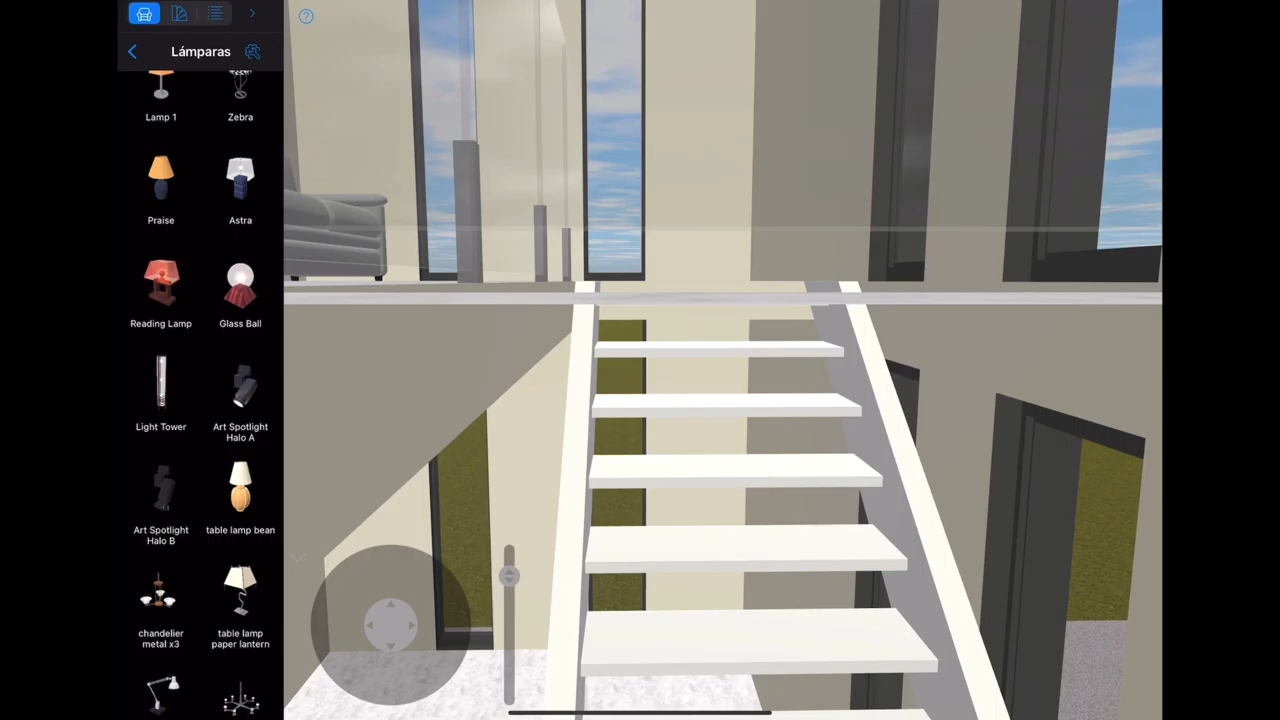 ?
Lámparas
Lamp 1
Zebra
Praise
Astra
Reading Lamp
Glass Ball
Light Tower
Art Spotlight
Halo A
Art Spotlight
Halo B
table lamp bean
chandelier
metal x3
table lamp
paper lantern